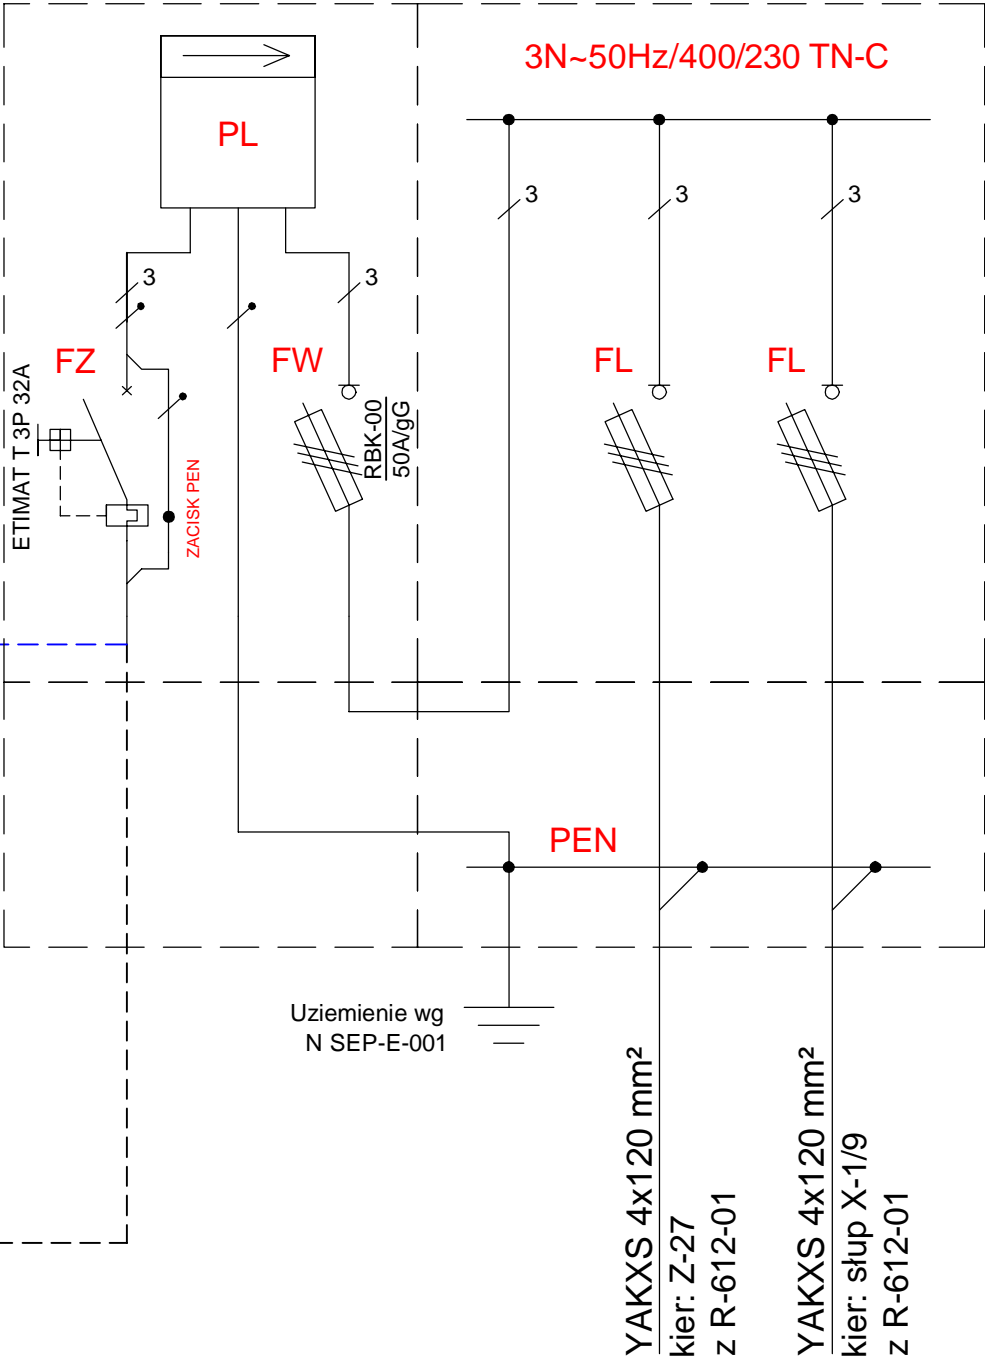 3N~50Hz/400/230 TN-C
PL
3
3
3
3
3
FZ
FW
FL
FL
ETIMAT T 3P 32A
RBK-00
50A/gG
ZACISK PEN
PEN
Uziemienie wg
N SEP-E-001
YAKXS 4x120 mm²
kier: Z-27
z R-612-01
YAKXS 4x120 mm²
kier: słup X-1/9
z R-612-01